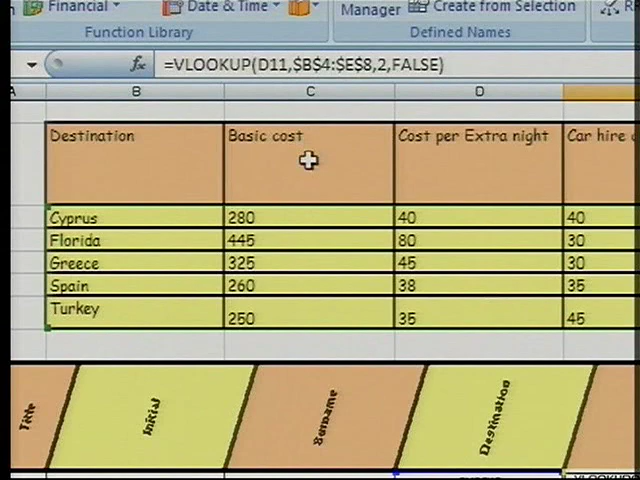 Financial
Date & Time
Manager
Create from Selection
Function Library
Defined Names
fx
=VLOOKUP(D11,$B$4:$E$8,2,FALSE)
B C D
Destination Basic cost Cost per Extra night Car hire
Cyprus 280 40 40
Florida 445 80 30
Greece 325 45 30
Spain 260 38 35
Turkey 250 35 45
Title Initial Surname Destination